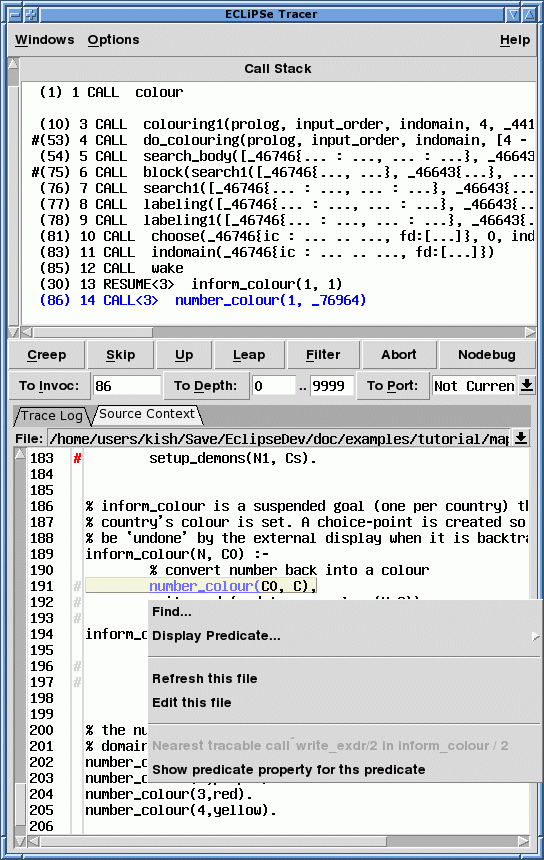 ECLiPSe Tracer
Windows Options Help
Call Stack
(1) 1 CALL colour
(10) 3 CALL colouring1(prolog, input_order, indomain, 4, _441
#(53) 4 CALL do_colouring(prolog, input_order, indomain, [4 -
(54) 5 CALL search_body([_46746{... : ..., ... : ...}, _46643
#(75) 6 CALL block(search1([_46746{..., ...}, _46643{...}, ...
(76) 7 CALL search1([_46746{... : ..., ... : ...}, _46643{...
(77) 8 CALL labeling([_46746{... : ..., ... : ...}, _46643{..
(78) 9 CALL labeling1([_46746{... : ..., ... : ...}, _46643{.
(81) 10 CALL choose(_46746{ic : ... .. ..., fd:[...]}, 0, ind
(83) 11 CALL indomain(_46746{ic : ... .. ..., fd:[...]})
(85) 12 CALL wake
(30) 13 RESUME<3> inform_colour(1, 1)
(86) 14 CALL<3> number_colour(1, _76964)
Creep Skip Up Leap Filter Abort Nodebug
To Invoc: 86 To Depth: 0 .. 9999 To Port: Not Curren
Trace Log Source Context
File: /home/users/kish/Save/EclipseDev/doc/examples/tutorial/map
183 # setup_demons(N1, Cs).
184
185
186 % inform_colour is a suspended goal (one per country) th
187 % country's colour is set. A choice-point is created so
188 % be 'undone' by the external display when it is backtra
189 inform_colour(N, C0) :-
190 % convert number back into a colour
191 # number_colour(C0, C),
192 #
193 #
194 inform_c
195
196 #
197 #
198
199
200 % the nu
201 % domain
202 number_c
203 number_c
204 number_colour(3,red).
205 number_colour(4,yellow).
206
Find...
Display Predicate...
Refresh this file
Edit this file
Nearest tracable call write_exdr/2 in inform_colour / 2
Show predicate property for ths predicate